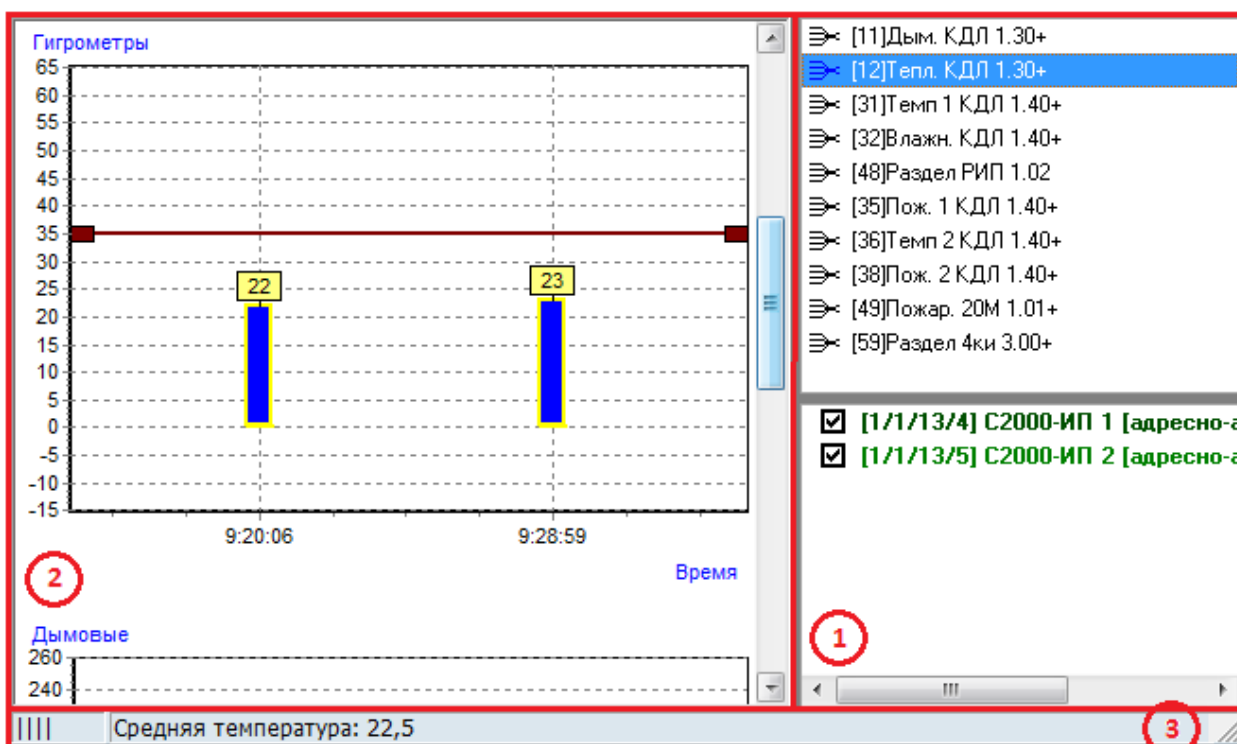 Гигрометры
65
60
55
50
45
40
35
30
25
20
15
10
5
0
-5
-10
-15
22
23
9:20:06 9:28:59
Время
2
Дымовые
260
240
[11]Дым. КДЛ 1.30+
[12]Тепл. КДЛ 1.30+
[31]Темп 1 КДЛ 1.40+
[32]Влажн. КДЛ 1.40+
[48]Раздел РИП 1.02
[35]Пож. 1 КДЛ 1.40+
[36]Темп 2 КДЛ 1.40+
[38]Пож. 2 КДЛ 1.40+
[49]Пожар. 20М 1.01+
[59]Раздел 4ки 3.00+
[1/1/13/4] С2000-ИП 1 [адресно-а
[1/1/13/5] С2000-ИП 2 [адресно-а
1
Средняя температура: 22,5
3